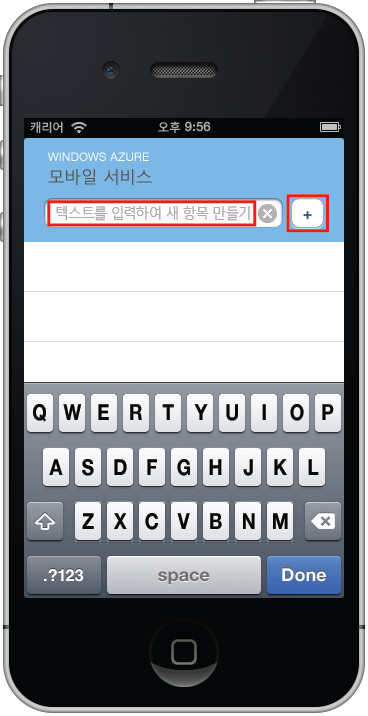 캐리어 오후 9:56
WINDOWS AZURE
모바일 서비스
텍스트를 입력하여 새 항목 만들기 +
Q W E R T Y U I O P
A S D F G H J K L
Z X C V B N M
.?123 space Done